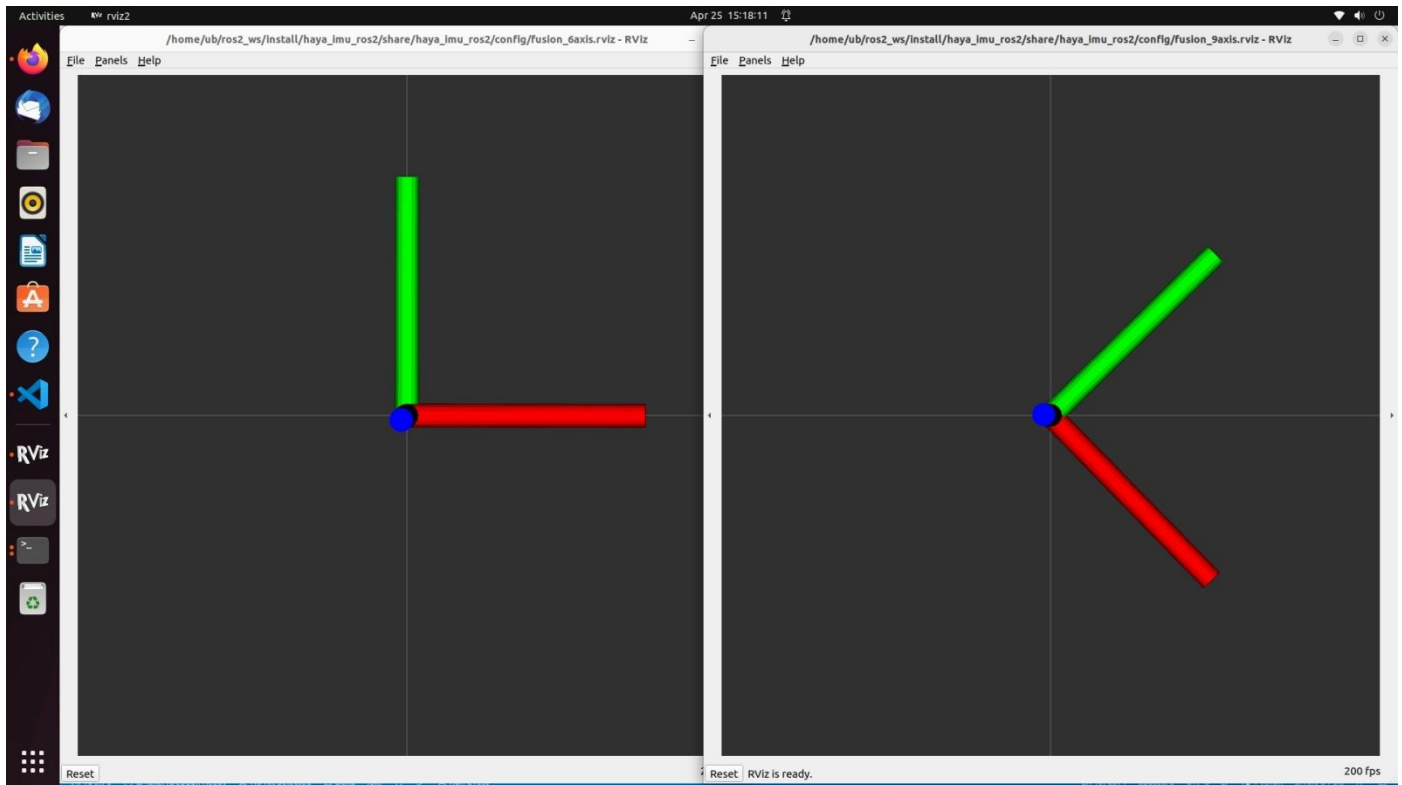 Activities RViz rviz2 Apr 25 15:18:11
/home/ub/ros2_ws/install/haya_imu_ros2/share/haya_imu_ros2/config/fusion_6axis.rviz - RViz
/home/ub/ros2_ws/install/haya_imu_ros2/share/haya_imu_ros2/config/fusion_9axis.rviz - RViz
File Panels Help
File Panels Help
RViz
RViz
Reset
Reset RViz is ready. 200 fps